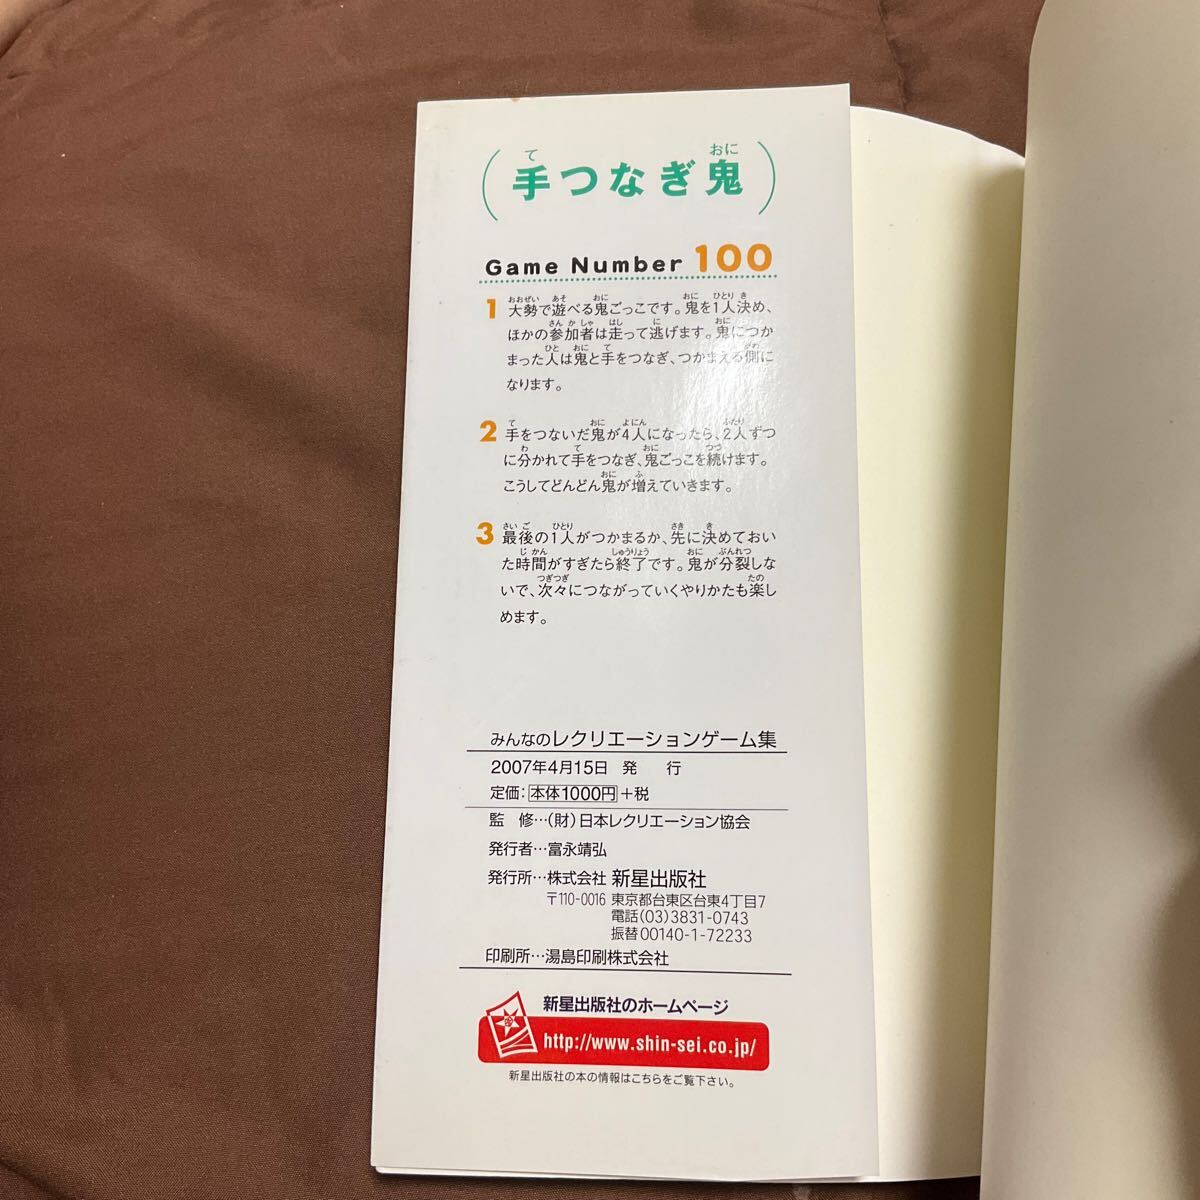 (手つなぎ鬼)
Game Number 100
1 大勢で遊べる鬼ごっこです。鬼を1人決め、
ほかの参加者は走って逃げます。鬼につか
まった人は鬼と手をつなぎ、つかまえる側に
なります。
2 手をつないだ鬼が4人になったら、2人ずつ
に分かれて手をつなぎ、鬼ごっこを続けます。
こうしてどんどん鬼が増えていきます。
3 最後の1人がつかまるか、先に決めておい
た時間がすぎたら終了です。鬼が分裂しな
いで、次々につながっていくやりかたも楽し
めます。
みんなのレクリエーションゲーム集
2007年4月15日 発 行
定価:本体1000円+税
監 修…(財)日本レクリエーション協会
発行者…富永靖弘
発行所…株式会社 新星出版社
〒110-0016 東京都台東区台東4丁目7
電話(03)3831-0743
振替00140-1-72233
印刷所…湯島印刷株式会社
新星出版社のホームページ
http://www.shin-sei.co.jp/
新星出版社の本の情報はこちらをご覧下さい。